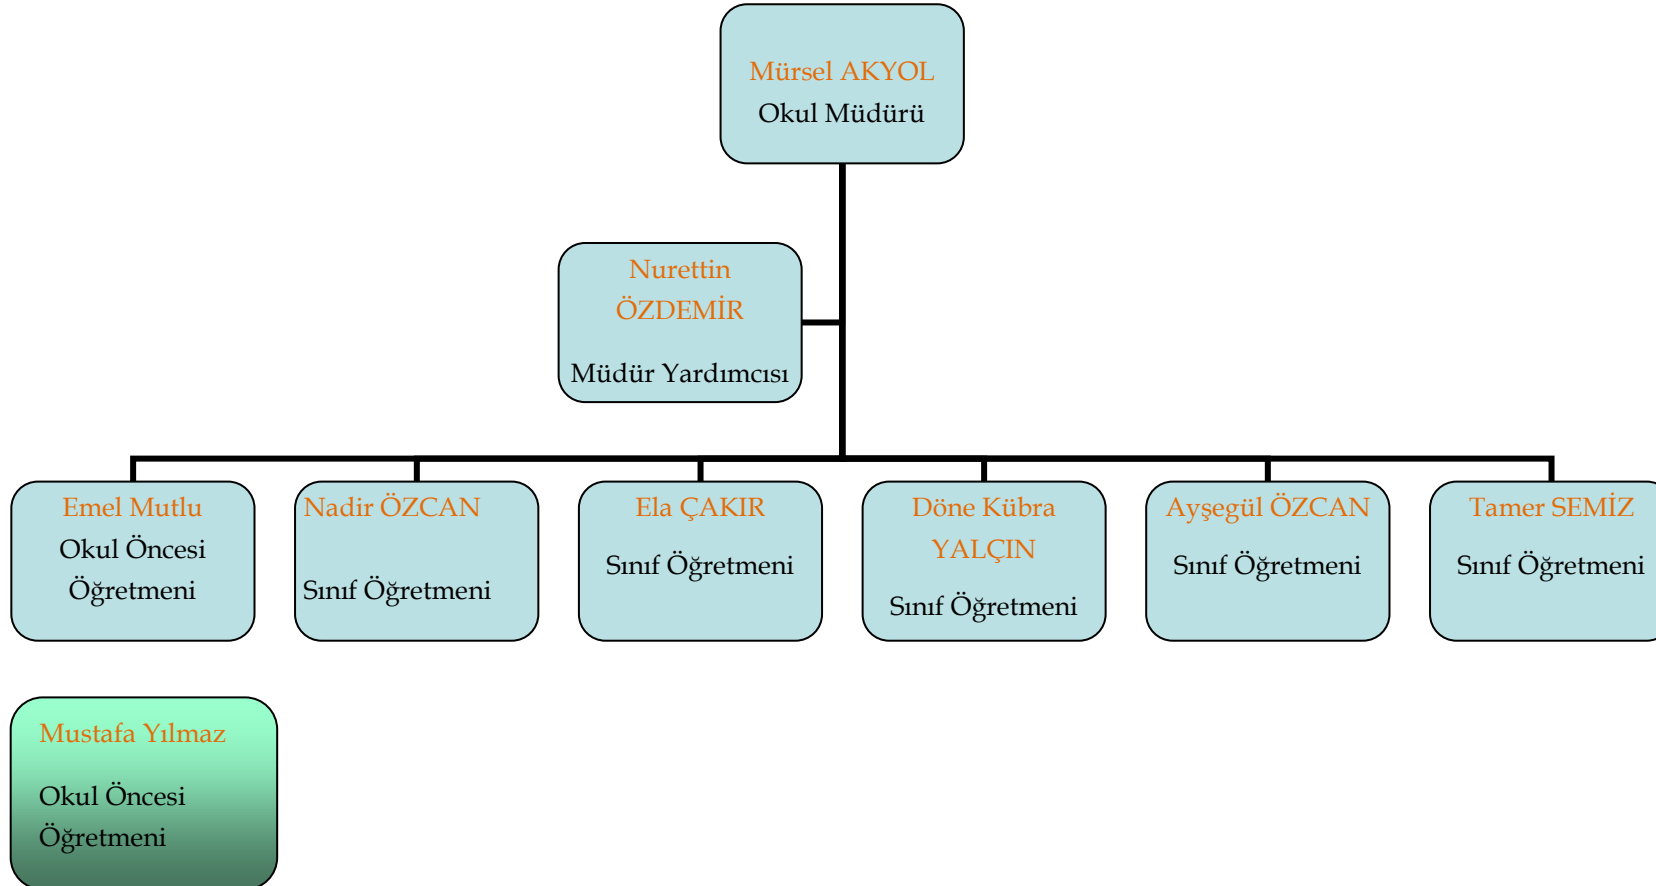 Mürsel AKYOL
Okul Müdürü
Nurettin
ÖZDEMİR
Müdür Yardımcısı
Emel Mutlu
Okul Öncesi
Öğretmeni
Nadir ÖZCAN
Sınıf Öğretmeni
Ela ÇAKIR
Sınıf Öğretmeni
Döne Kübra
YALÇIN
Sınıf Öğretmeni
Ayşegül ÖZCAN
Sınıf Öğretmeni
Tamer SEMİZ
Sınıf Öğretmeni
Mustafa Yılmaz
Okul Öncesi
Öğretmeni